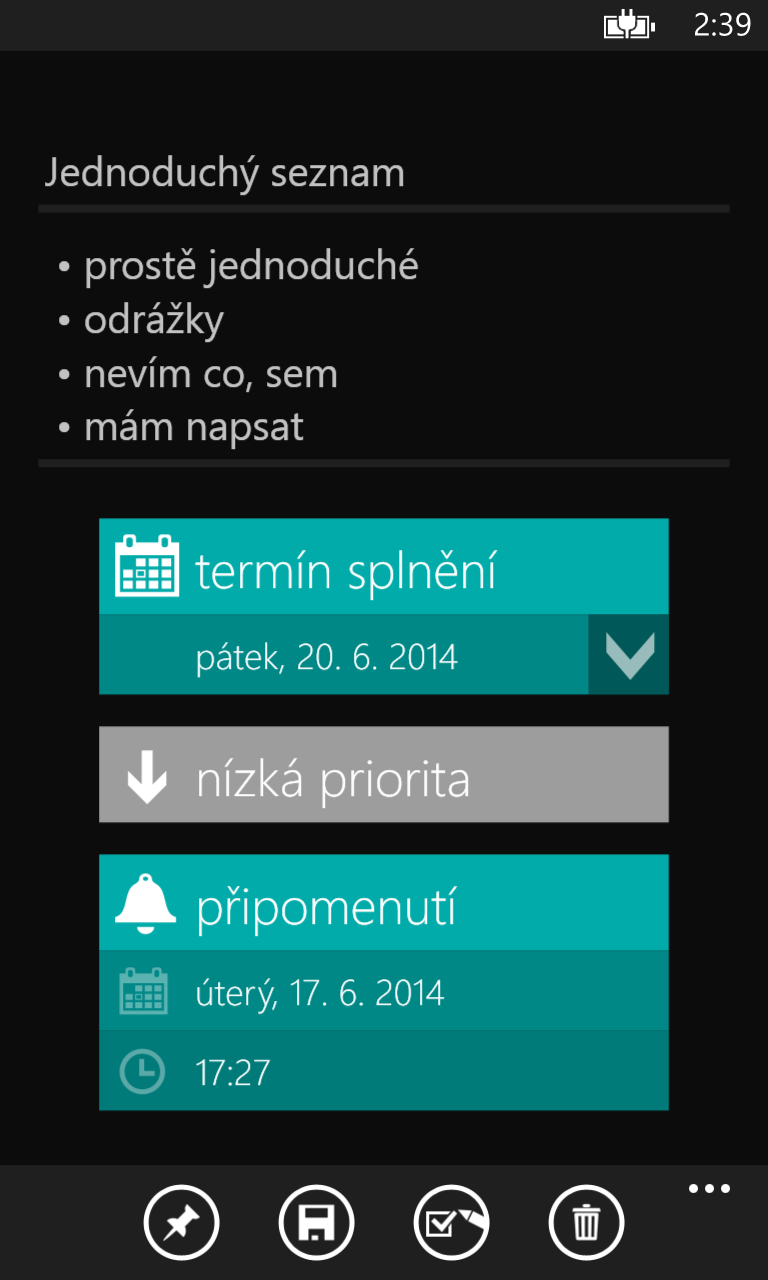 2:39
Jednoduchý seznam
• prostě jednoduché
• odrážky
• nevím co, sem
• mám napsat
termín splnění
pátek, 20. 6. 2014
nízká priorita
připomenutí
úterý, 17. 6. 2014
17:27